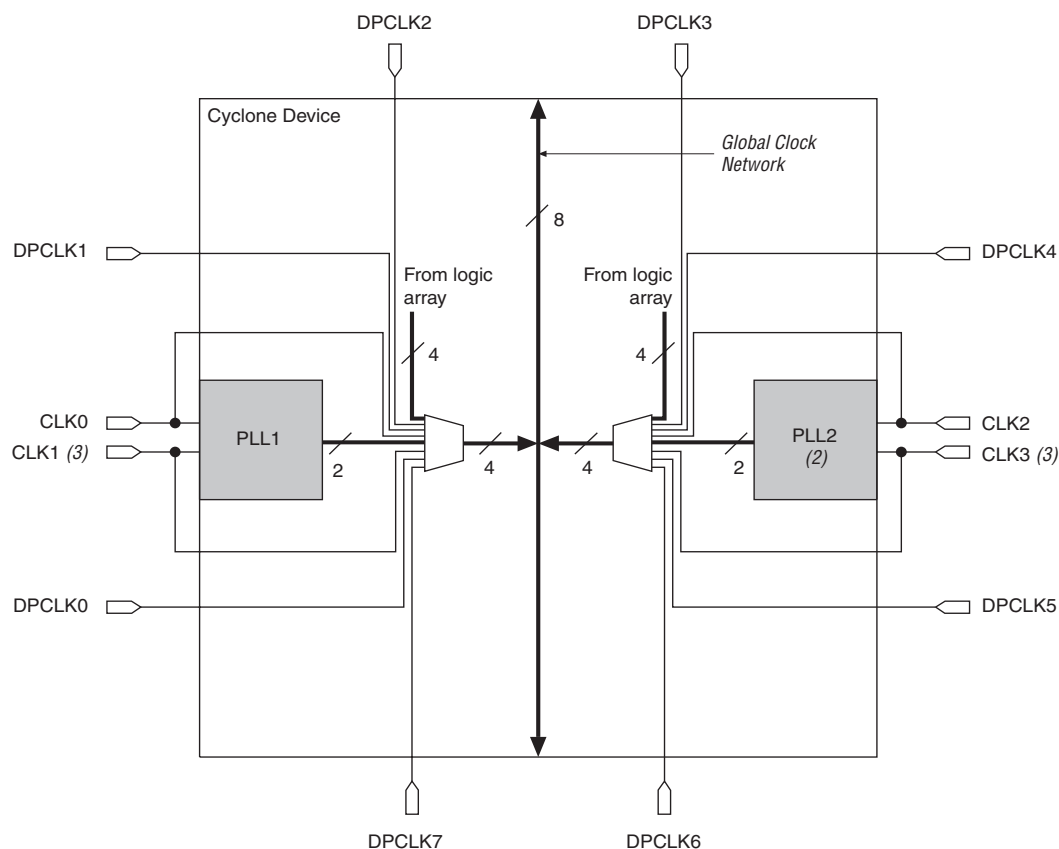 DPCLK2
DPCLK3
Cyclone Device
Global Clock
Network
8
DPCLK1
DPCLK4
From logic
array
From logic
array
4
4
CLK0
CLK1 (3)
PLL1
2
4
4
2
PLL2
(2)
CLK2
CLK3 (3)
DPCLK0
DPCLK5
DPCLK7
DPCLK6